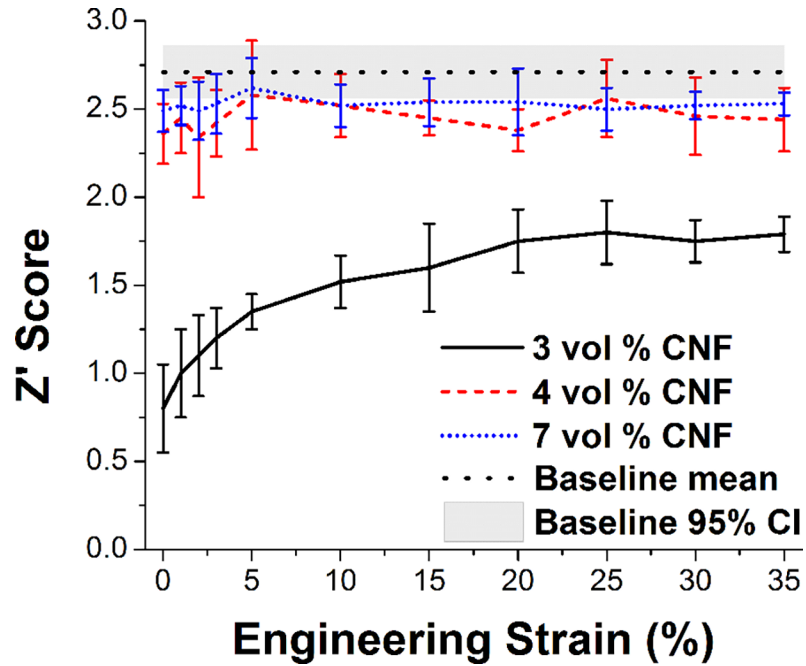 3.0
2.5
2.0
1.5
1.0
0.5
0.0
Z' Score
3 vol % CNF
4 vol % CNF
7 vol % CNF
Baseline mean
Baseline 95% CI
0 5 10 15 20 25 30 35
Engineering Strain (%)